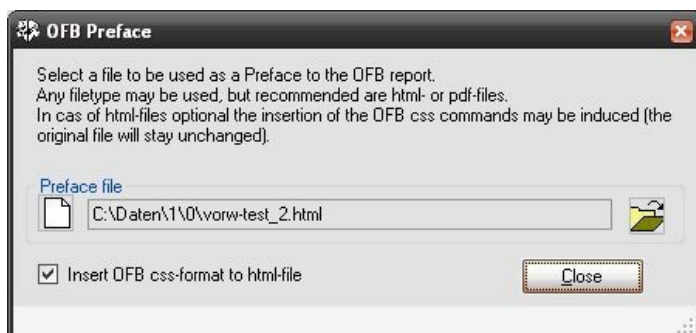 OFB Preface
Select a file to be used as a Preface to the OFB report.
Any filetype may be used, but recommended are html- or pdf-files.
In cas of html-files optional the insertion of the OFB css commands may be induced (the
original file will stay unchanged).
Preface file
C:\Daten\1\0\vorw-test_2.html
Insert OFB css-format to html-file
Close